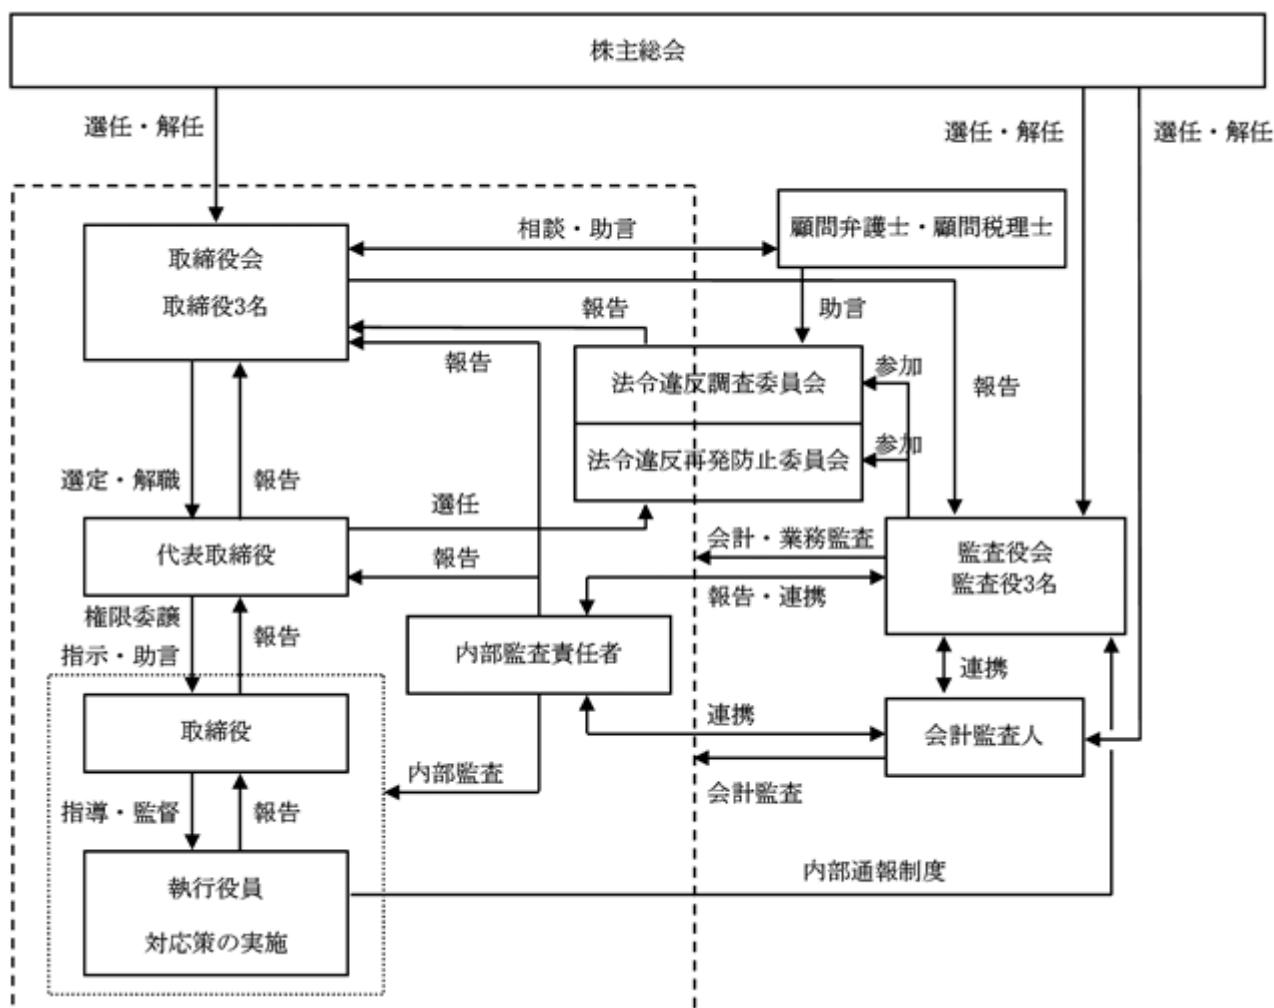 株主総会
選任・解任
選任・解任
選任・解任
取締役会
取締役3名
相談・助言
顧問弁護士・顧問税理士
報告
助言
報告
法令違反調査委員会
参加
報告
法令違反再発防止委員会
参加
選定・解職
報告
選任
代表取締役
報告
会計・業務監査
監査役会
監査役3名
報告・連携
権限委譲
指示・助言
報告
内部監査責任者
連携
取締役
連携
会計監査人
内部監査
会計監査
指導・監督
報告
執行役員
対応策の実施
内部通報制度